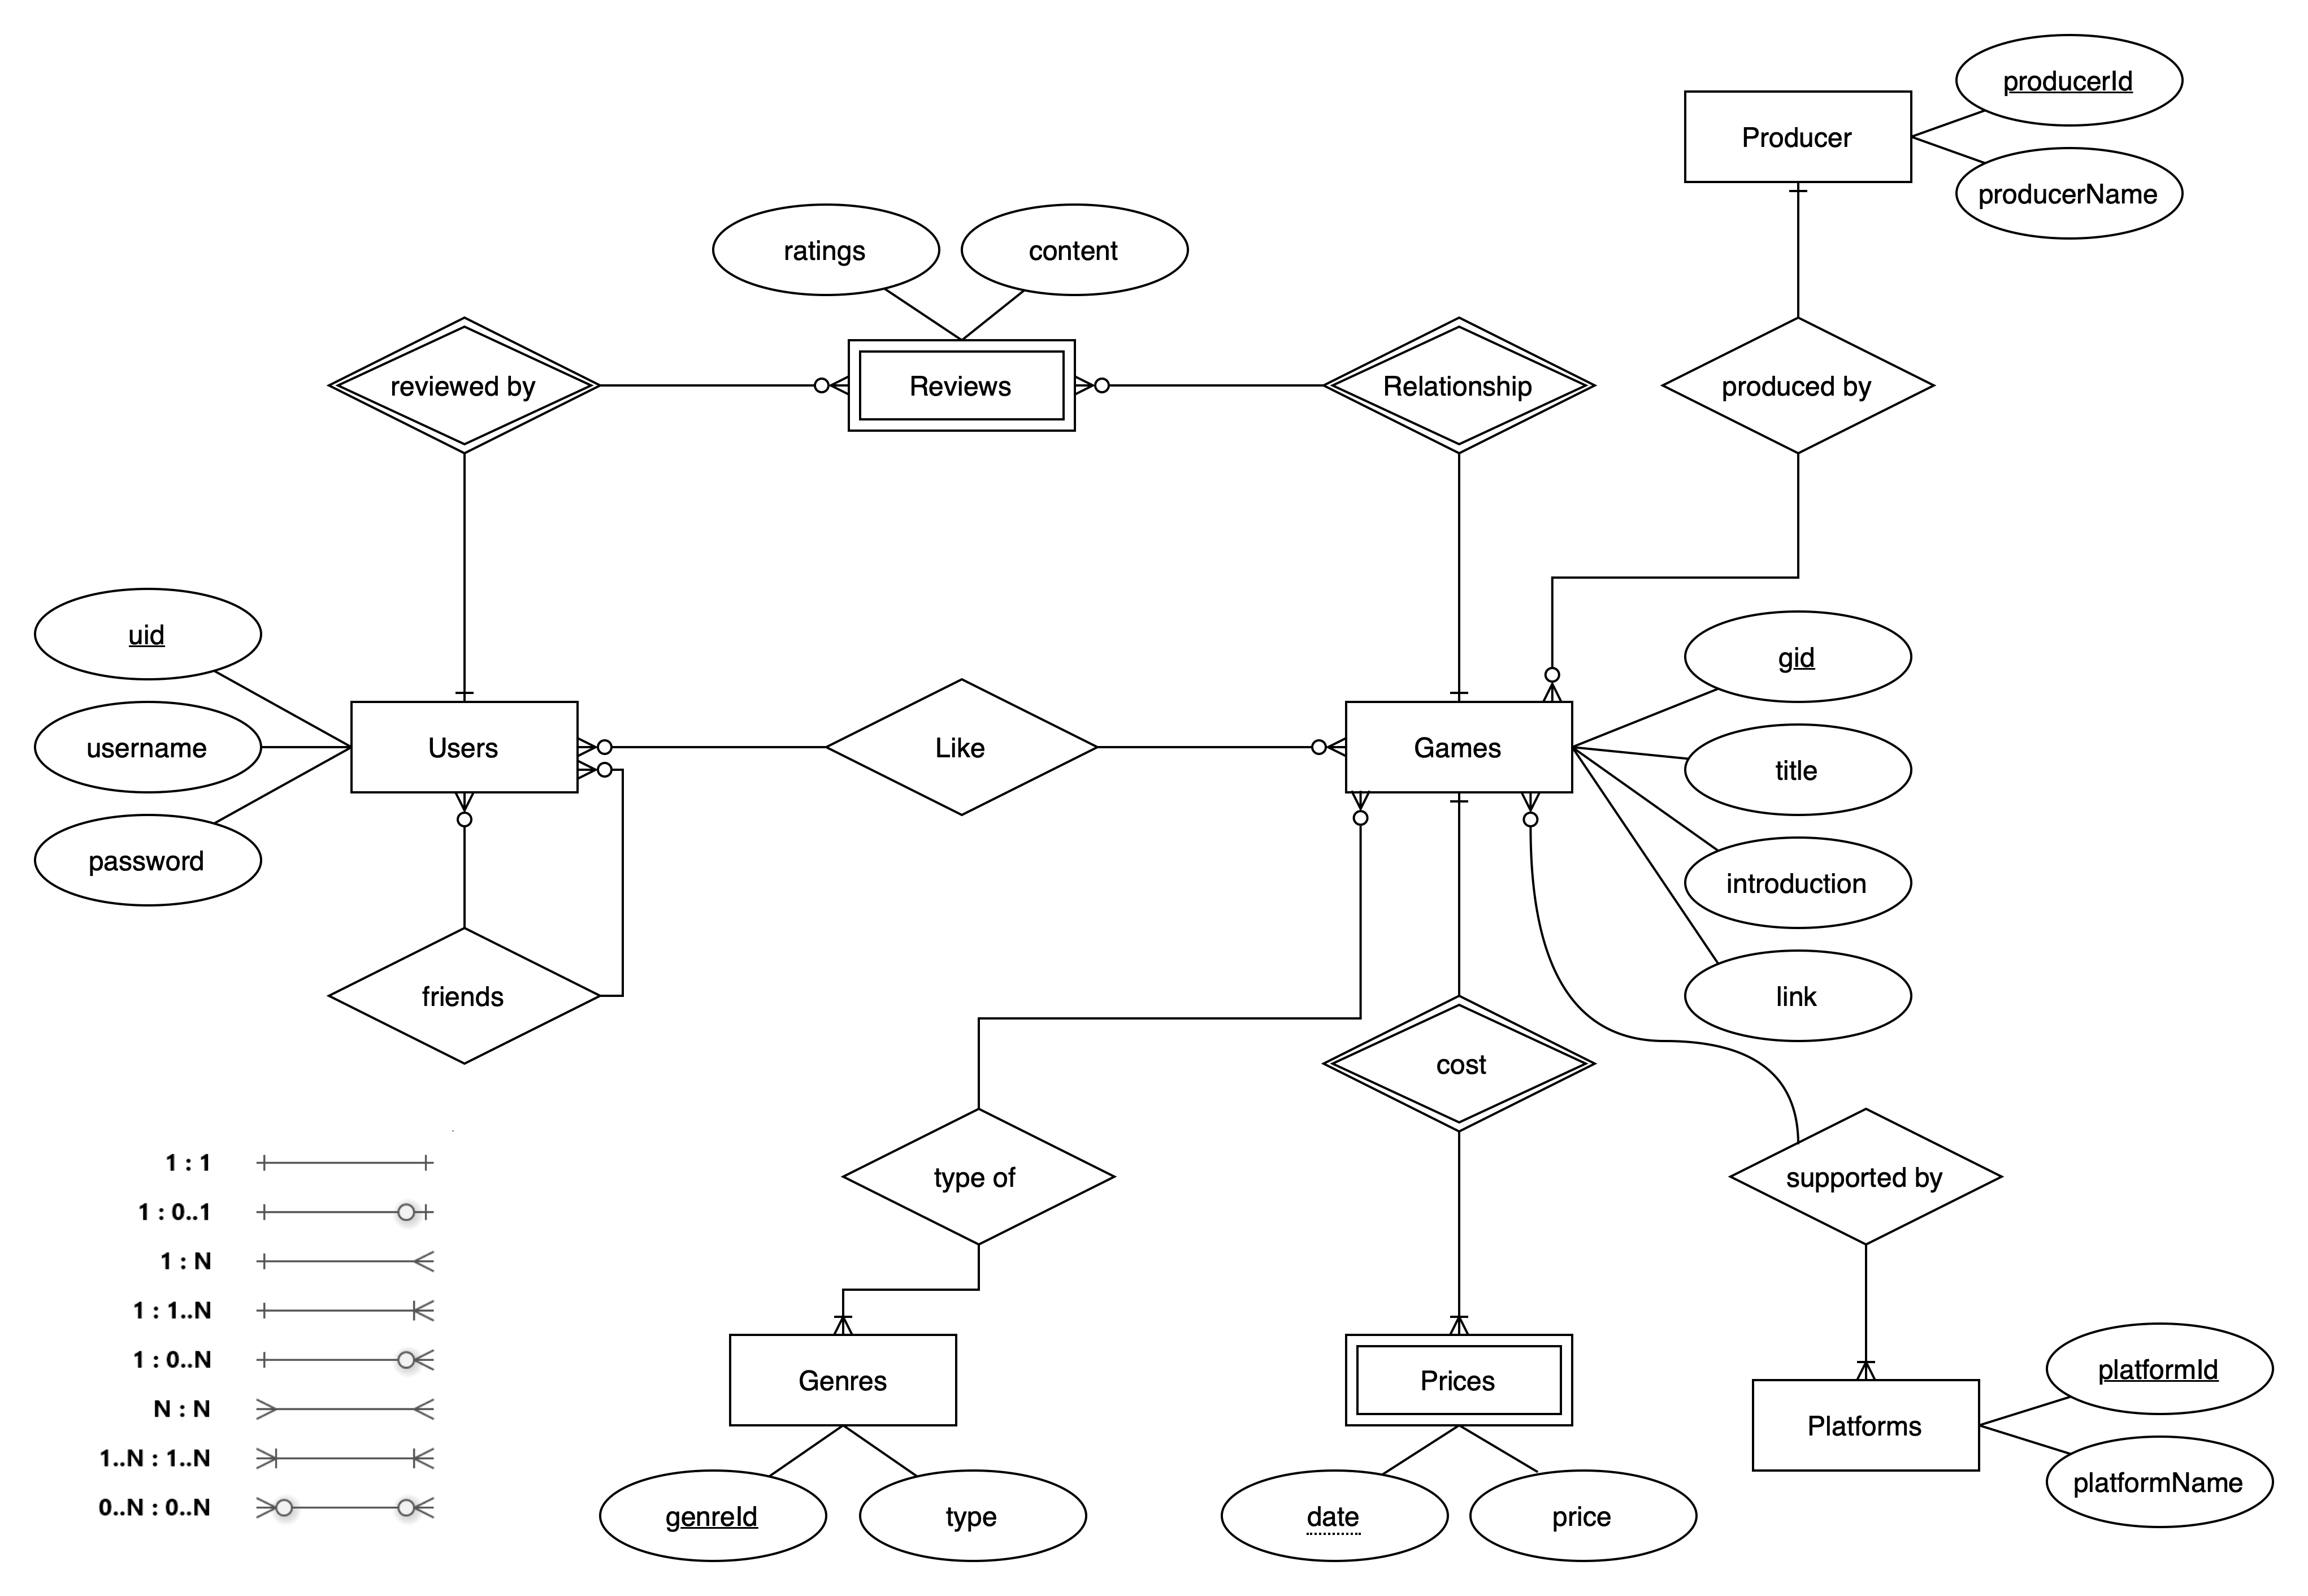 producerId
Producer
producerName
ratings
content
reviewed by
Reviews
Relationship
produced by
uid
gid
username
Users
Like
Games
title
password
introduction
friends
link
cost
type of
supported by
1 : 1
1 : 0..1
1 : N
1 : 1..N
1 : 0..N
N : N
1..N : 1..N
0..N : 0..N
Genres
Prices
platformId
Platforms
platformName
genreId
type
date
price